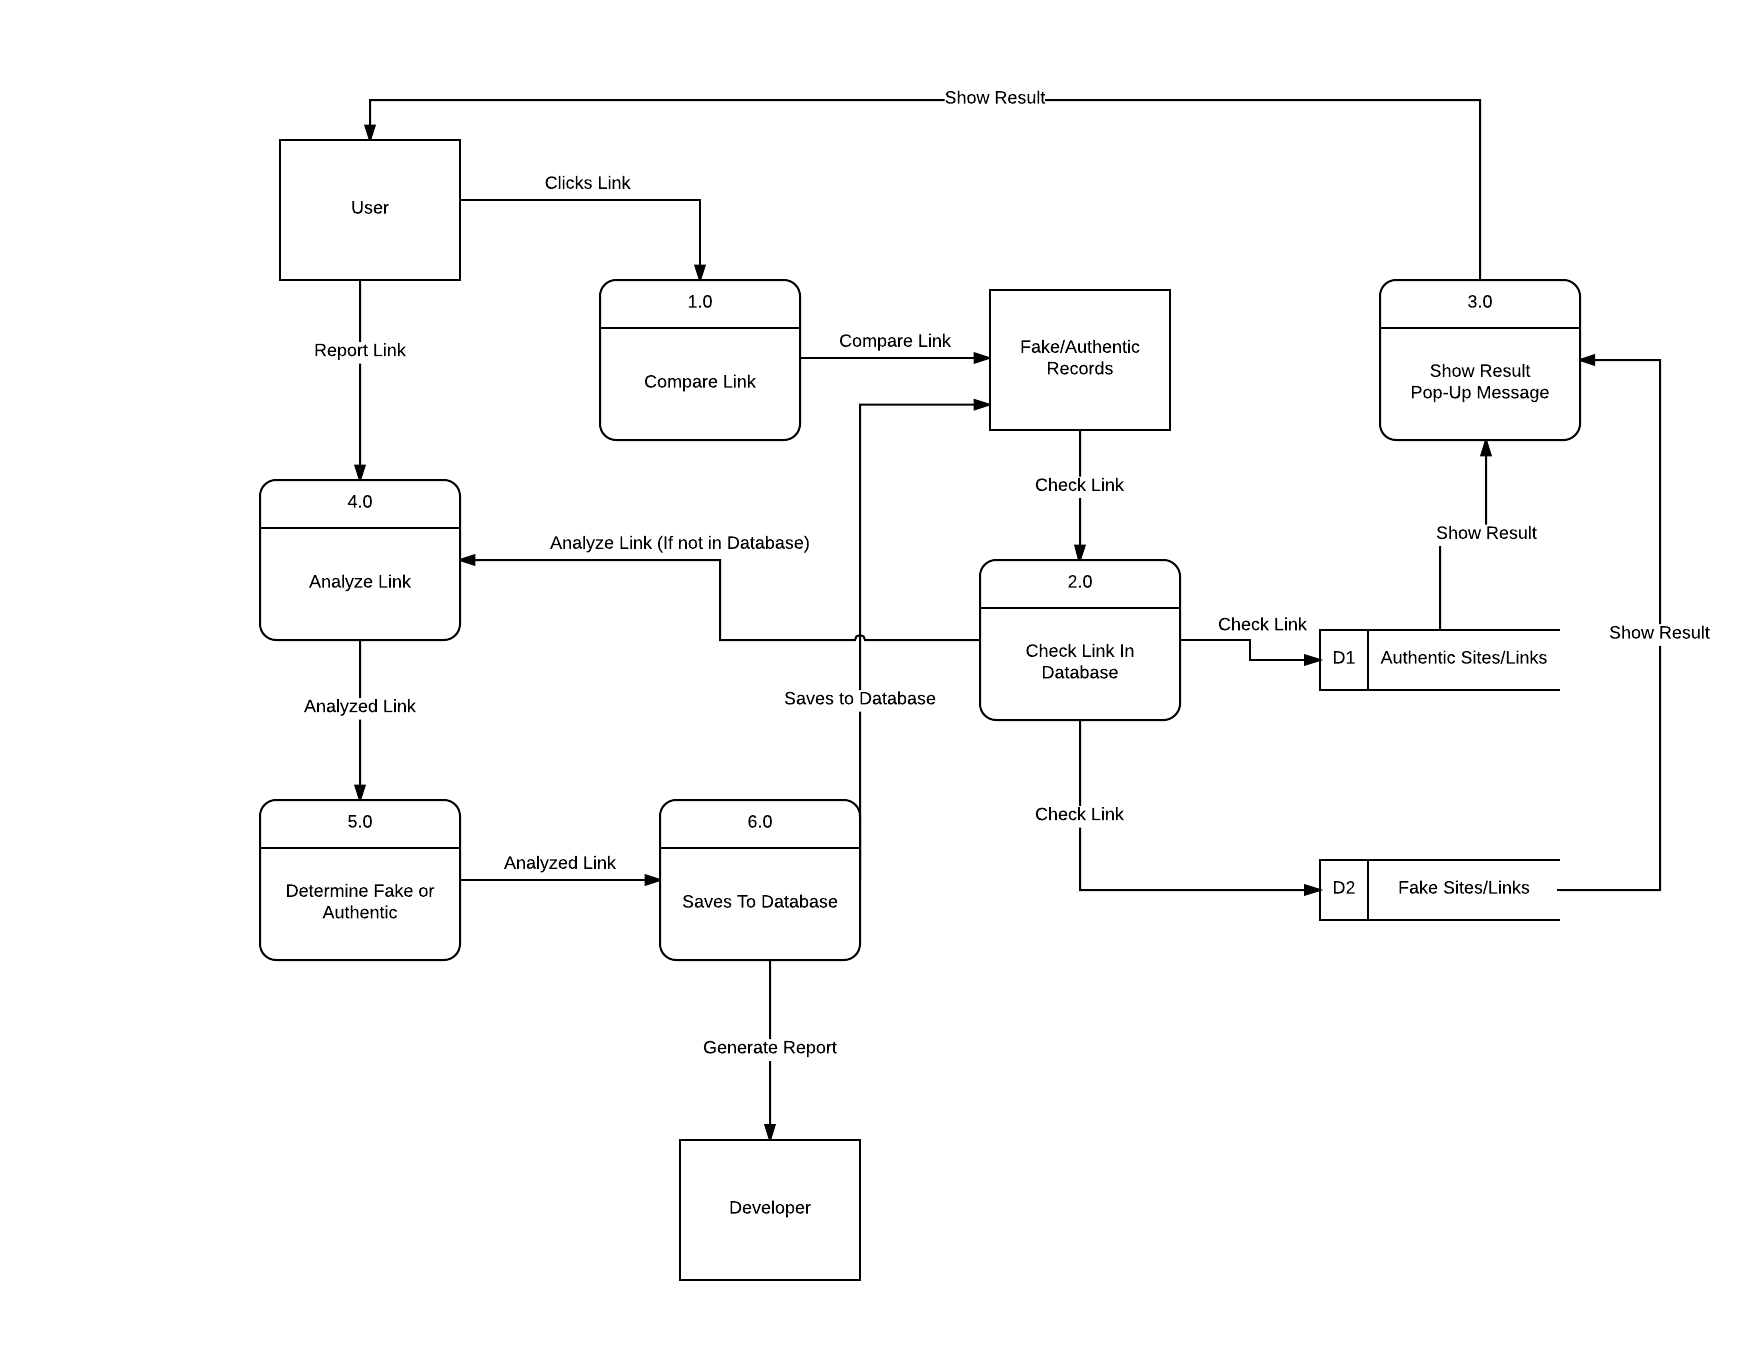 Show Result
User
Clicks Link
1.0
Compare Link
Compare Link
Fake/Authentic
Records
3.0
Show Result
Pop-Up Message
Report Link
Check Link
4.0
Analyze Link
Analyze Link (If not in Database)
2.0
Check Link In
Database
Check Link
Show Result
D1
Authentic Sites/Links
Show Result
Analyzed Link
Saves to Database
Check Link
5.0
Determine Fake or
Authentic
Analyzed Link
6.0
Saves To Database
D2
Fake Sites/Links
Generate Report
Developer